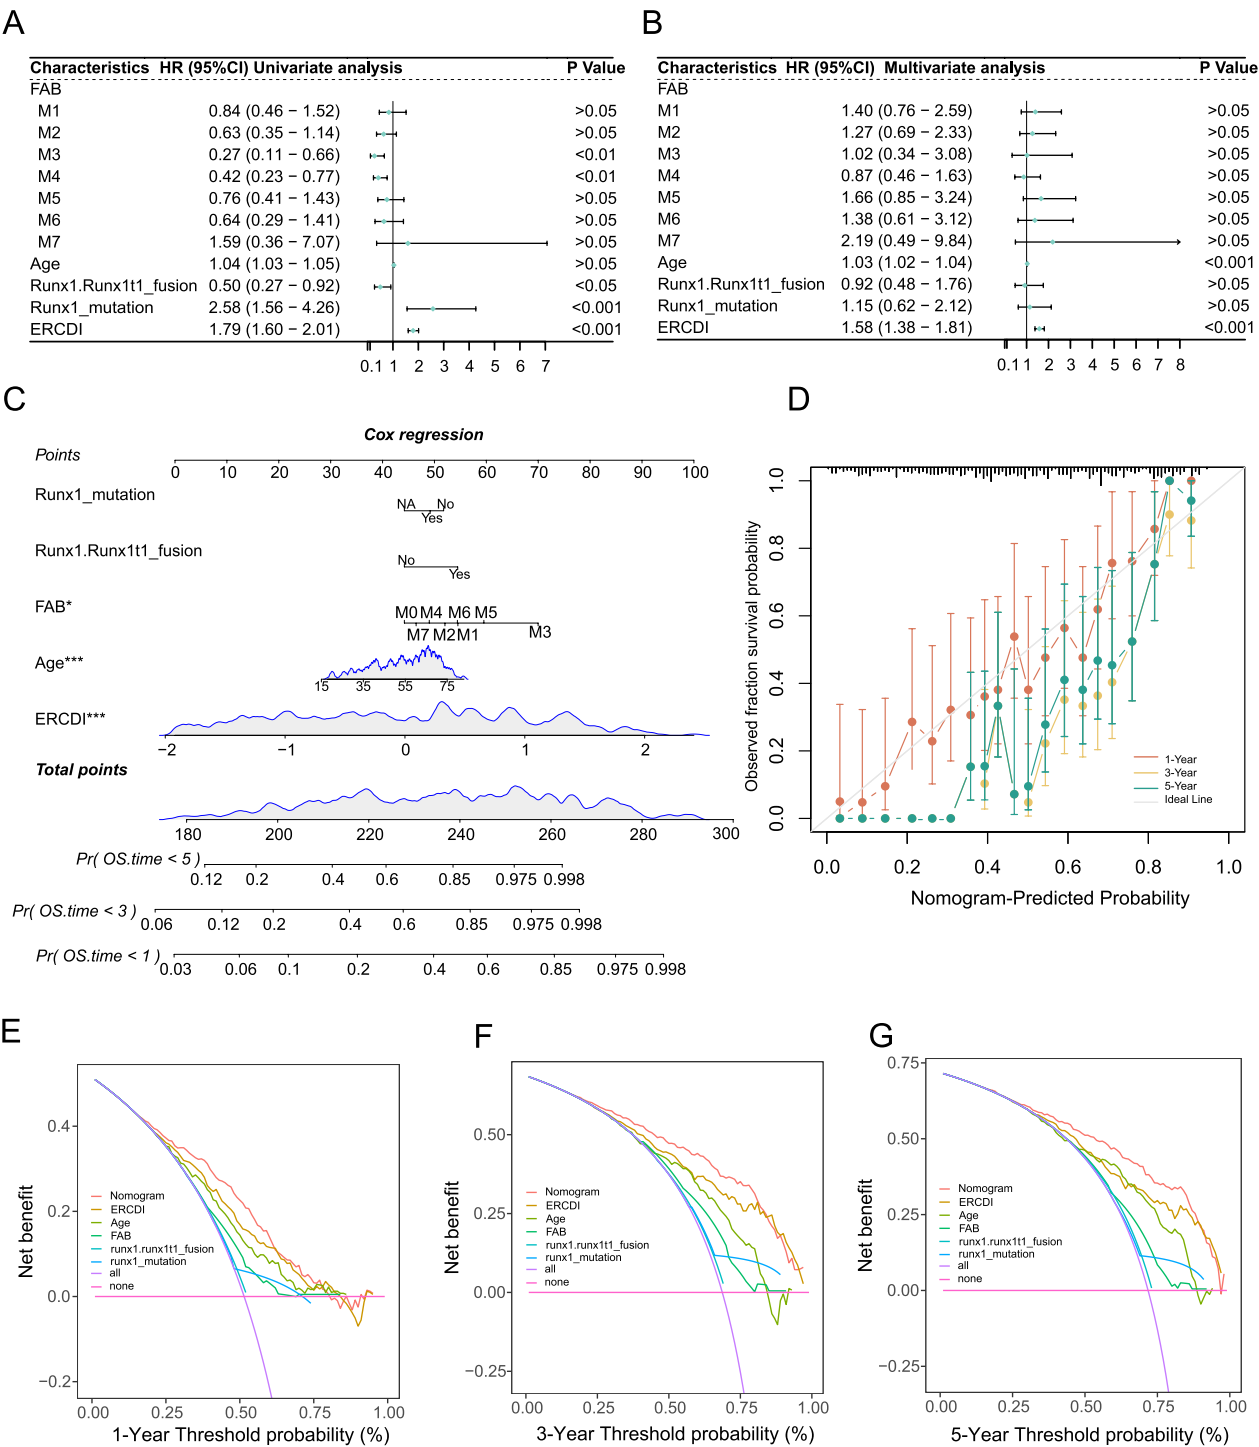 A
Characteristics HR (95%CI) Univariate analysis P Value
FAB
M1 0.84 (0.46 − 1.52) >0.05
M2 0.63 (0.35 − 1.14) >0.05
M3 0.27 (0.11 − 0.66) <0.01
M4 0.42 (0.23 − 0.77) <0.01
M5 0.76 (0.41 − 1.43) >0.05
M6 0.64 (0.29 − 1.41) >0.05
M7 1.59 (0.36 − 7.07) >0.05
Age 1.04 (1.03 − 1.05) >0.05
Runx1.Runx1t1_fusion 0.50 (0.27 − 0.92) <0.05
Runx1_mutation 2.58 (1.56 − 4.26) <0.001
ERCDI 1.79 (1.60 − 2.01) <0.001
0.1 1 2 3 4 5 6 7
B
Characteristics HR (95%CI) Multivariate analysis P Value
FAB
M1 1.40 (0.76 − 2.59) >0.05
M2 1.27 (0.69 − 2.33) >0.05
M3 1.02 (0.34 − 3.08) >0.05
M4 0.87 (0.46 − 1.63) >0.05
M5 1.66 (0.85 − 3.24) >0.05
M6 1.38 (0.61 − 3.12) >0.05
M7 2.19 (0.49 − 9.84) >0.05
Age 1.03 (1.02 − 1.04) <0.001
Runx1.Runx1t1_fusion 0.92 (0.48 − 1.76) >0.05
Runx1_mutation 1.15 (0.62 − 2.12) >0.05
ERCDI 1.58 (1.38 − 1.81) <0.001
0.1 1 2 3 4 5 6 7 8
C
Cox regression
Points
0 10 20 30 40 50 60 70 80 90 100
Runx1_mutation
NA No
Yes
Runx1.Runx1t1_fusion
No
Yes
FAB*
M0 M4 M6 M5
M7 M2 M1 M3
Age***
15 35 55 75
ERCDI***
−2 −1 0 1 2
Total points
180 200 220 240 260 280 300
Pr( OS.time < 5 )
0.12 0.2 0.4 0.6 0.85 0.975 0.998
Pr( OS.time < 3 )
0.06 0.12 0.2 0.4 0.6 0.85 0.975 0.998
Pr( OS.time < 1 )
0.03 0.06 0.1 0.2 0.4 0.6 0.85 0.975 0.998
D
Observed fraction survival probability
1.0
0.8
0.6
0.4
0.2
0.0
1-Year
3-Year
5-Year
Ideal Line
0.0 0.2 0.4 0.6 0.8 1.0
Nomogram-Predicted Probability
E
Net benefit
0.4
0.2
0.0
−0.2
Nomogram
ERCDI
Age
FAB
runx1.runx1t1_fusion
runx1_mutation
all
none
0.00 0.25 0.50 0.75 1.00
1-Year Threshold probability (%)
F
Net benefit
0.50
0.25
0.00
−0.25
Nomogram
ERCDI
Age
FAB
runx1.runx1t1_fusion
runx1_mutation
all
none
0.00 0.25 0.50 0.75 1.00
3-Year Threshold probability (%)
G
Net benefit
0.75
0.50
0.25
0.00
−0.25
Nomogram
ERCDI
Age
FAB
runx1.runx1t1_fusion
runx1_mutation
all
none
0.00 0.25 0.50 0.75 1.00
5-Year Threshold probability (%)